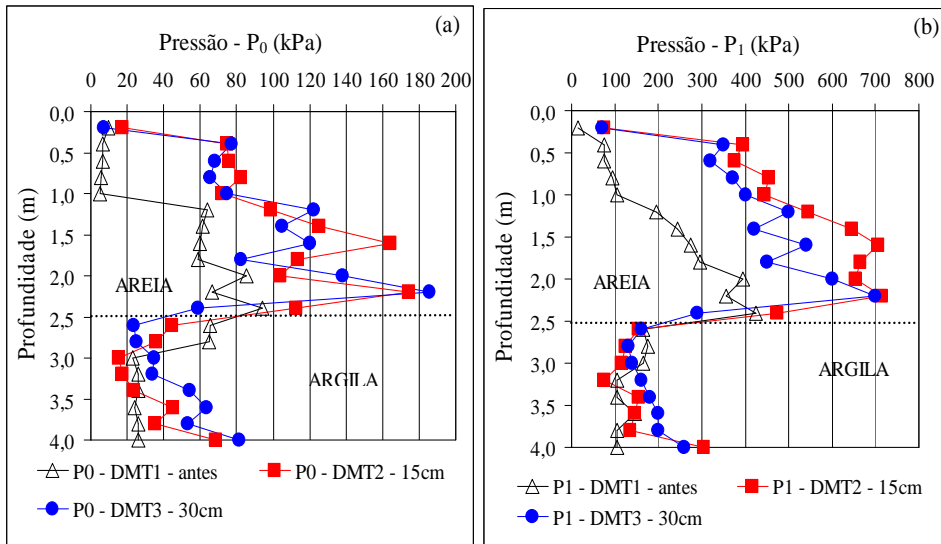 (a)
Pressão - P0 (kPa)
0 20 40 60 80 100 120 140 160 180 200
0,0
0,5
1,0
1,5
2,0
2,5
3,0
3,5
4,0
Profundidade (m)
AREIA
ARGILA
P0 - DMT1 - antes
P0 - DMT2 - 15cm
P0 - DMT3 - 30cm
(b)
Pressão - P1 (kPa)
0 100 200 300 400 500 600 700 800
0,0
0,5
1,0
1,5
2,0
2,5
3,0
3,5
4,0
Profundidade (m)
AREIA
ARGILA
P1 - DMT1 - antes
P1 - DMT2 - 15cm
P1 - DMT3 - 30cm